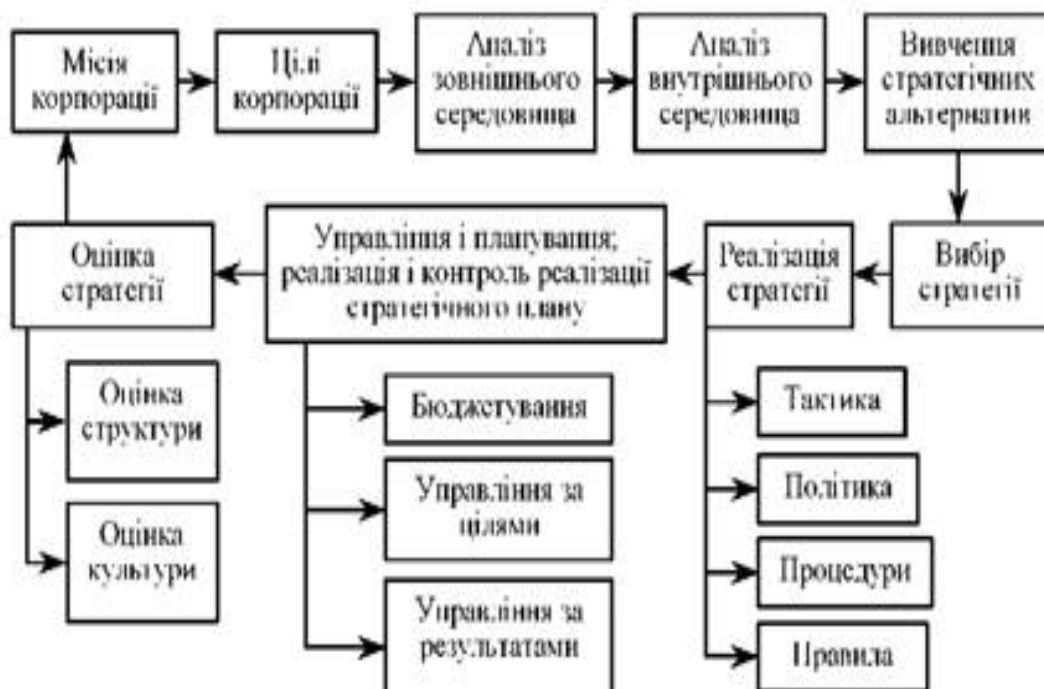 Місія
корпорації
Цілі
корпорації
Аналіз
зовнішнього
середовища
Аналіз
внутрішнього
середовища
Вивчення
стратегічних
альтернатив
Оцінка
стратегії
Управління і планування;
реалізація і контроль реалізації
стратегічного плану
Реалізація
стратегії
Вибір
стратегії
Оцінка
структури
Оцінка
культури
Бюджетування
Управління за
цілями
Управління за
результатами
Тактика
Політика
Процедури
Правила